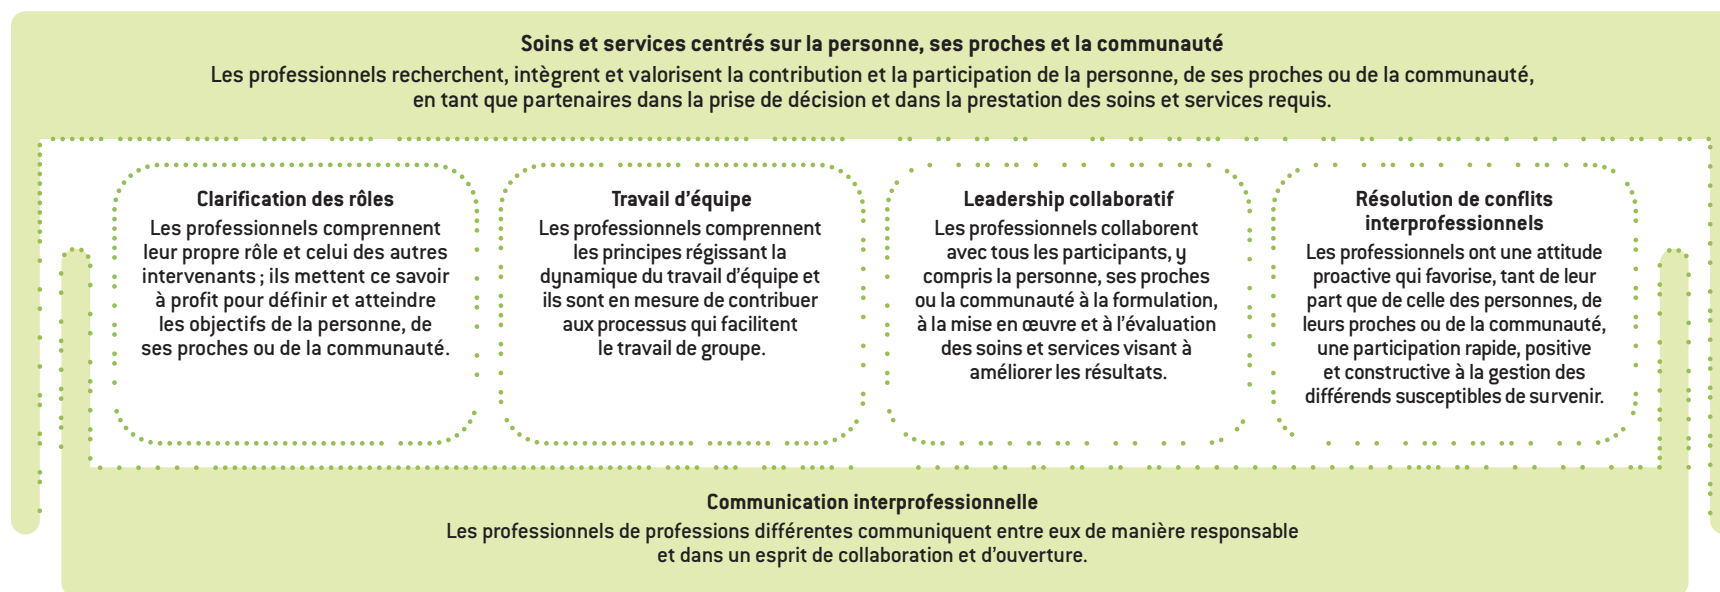 Soins et services centrés sur la personne, ses proches et la communauté
Les professionnels recherchent, intègrent et valorisent la contribution et la participation de la personne, de ses proches ou de la communauté,
en tant que partenaires dans la prise de décision et dans la prestation des soins et services requis.
Clarification des rôles
Les professionnels comprennent
leur propre rôle et celui des autres
intervenants ; ils mettent ce savoir
à profit pour définir et atteindre
les objectifs de la personne, de
ses proches ou de la communauté.
Travail d'équipe
Les professionnels comprennent
les principes régissant la
dynamique du travail d'équipe et
ils sont en mesure de contribuer
aux processus qui facilitent
le travail de groupe.
Leadership collaboratif
Les professionnels collaborent
avec tous les participants, y
compris la personne, ses proches
ou la communauté à la formulation,
à la mise en œuvre et à l'évaluation
des soins et services visant à
améliorer les résultats.
Résolution de conflits
interprofessionnels
Les professionnels ont une attitude
proactive qui favorise, tant de leur
part que de celle des personnes, de
leurs proches ou de la communauté,
une participation rapide, positive
et constructive à la gestion des
différends susceptibles de survenir.
Communication interprofessionnelle
Les professionnels de professions différentes communiquent entre eux de manière responsable
et dans un esprit de collaboration et d'ouverture.